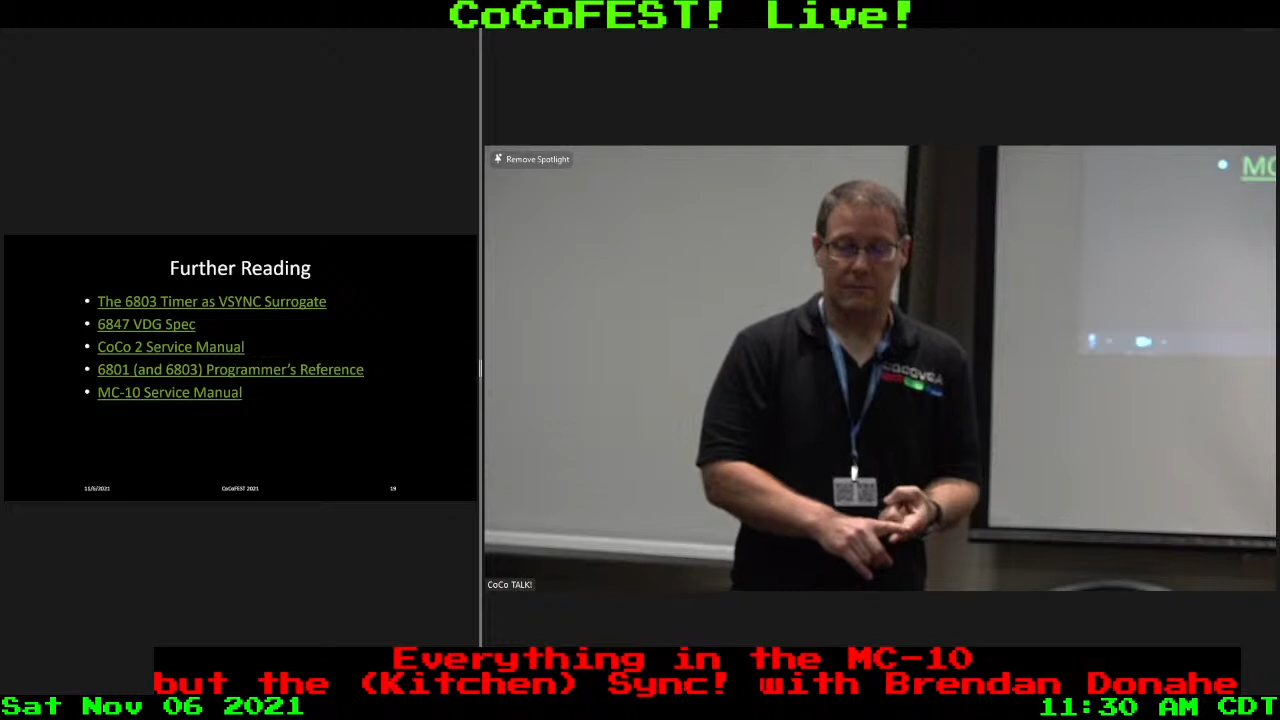 CoCoFEST! Live!
Remove Spotlight
MC
Further Reading
• The 6803 Timer as VSYNC Surrogate
• 6847 VDG Spec
• CoCo 2 Service Manual
• 6801 (and 6803) Programmer's Reference
• MC-10 Service Manual
11/6/2021 CoCoFEST 2021 19
COCOVGA
CoCo TALK!
Everything in the MC-10
but the (Kitchen) Sync! with Brendan Donahe
Sat Nov 06 2021 11:30 AM CDT